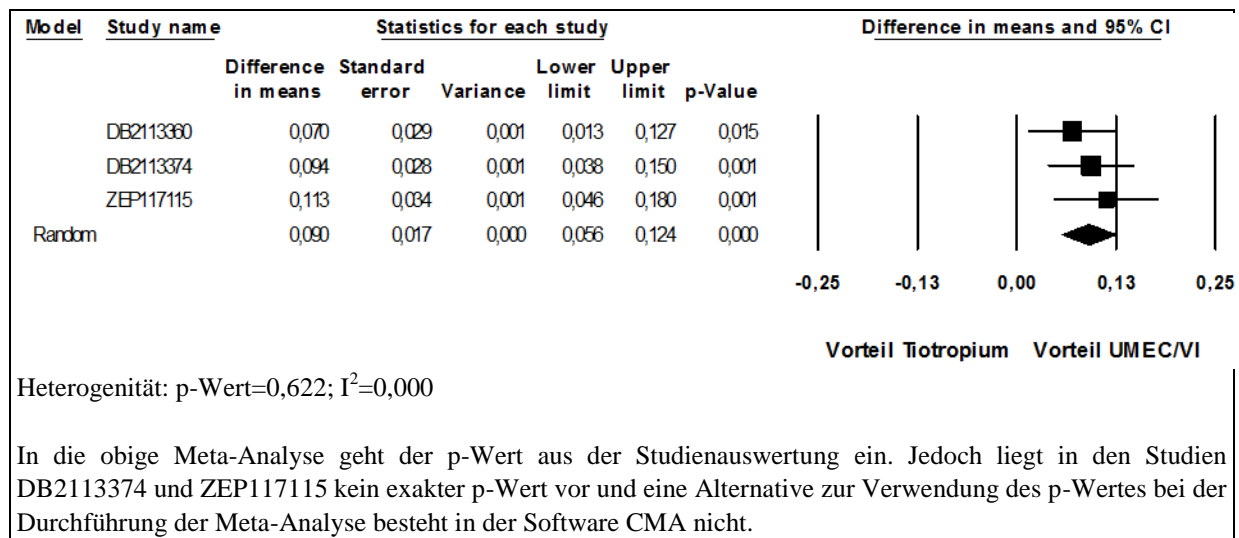 Model Study name Statistics for each study Difference in means and 95% CI
Difference Standard Lower Upper
in means error Variance limit limit p-Value
DB2113360 0,070 0,029 0,001 0,013 0,127 0,015
DB2113374 0,094 0,028 0,001 0,038 0,150 0,001
ZEP117115 0,113 0,034 0,001 0,046 0,180 0,001
Random 0,090 0,017 0,000 0,056 0,124 0,000
-0,25 -0,13 0,00 0,13 0,25
Vorteil Tiotropium Vorteil UMEC/VI
Heterogenität: p-Wert=0,622; I²=0,000
In die obige Meta-Analyse geht der p-Wert aus der Studienauswertung ein. Jedoch liegt in den Studien
DB2113374 und ZEP117115 kein exakter p-Wert vor und eine Alternative zur Verwendung des p-Wertes bei der
Durchführung der Meta-Analyse besteht in der Software CMA nicht.